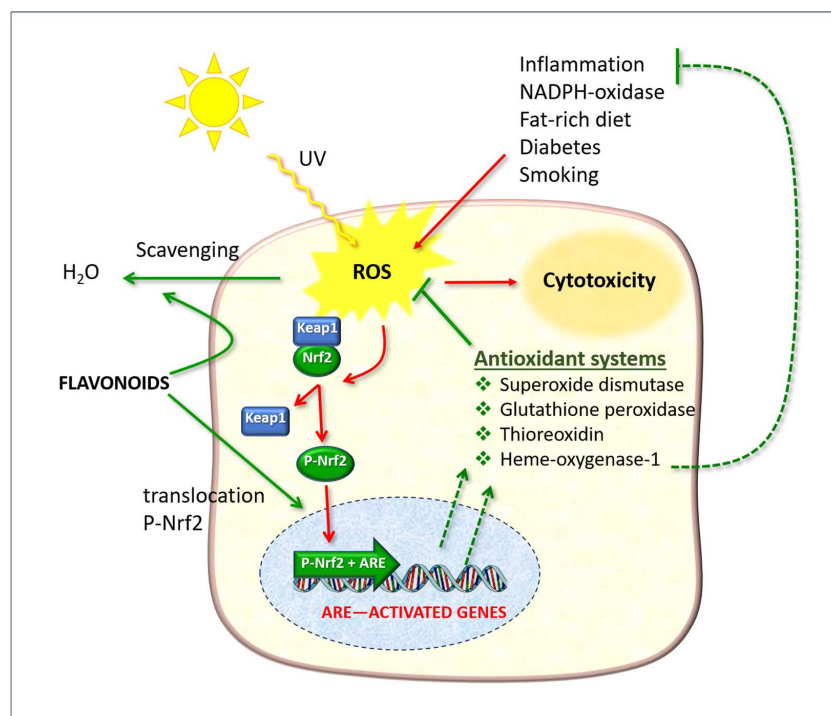 Inflammation
NADPH-oxidase
Fat-rich diet
Diabetes
Smoking
UV
Scavenging
H₂O
ROS
Cytotoxicity
Keap1
Nrf2
Antioxidant systems
❖ Superoxide dismutase
❖ Glutathione peroxidase
❖ Thioreoxidin
❖ Heme-oxygenase-1
FLAVONOIDS
Keap1
P-Nrf2
translocation
P-Nrf2
P-Nrf2 + ARE
ARE—ACTIVATED GENES